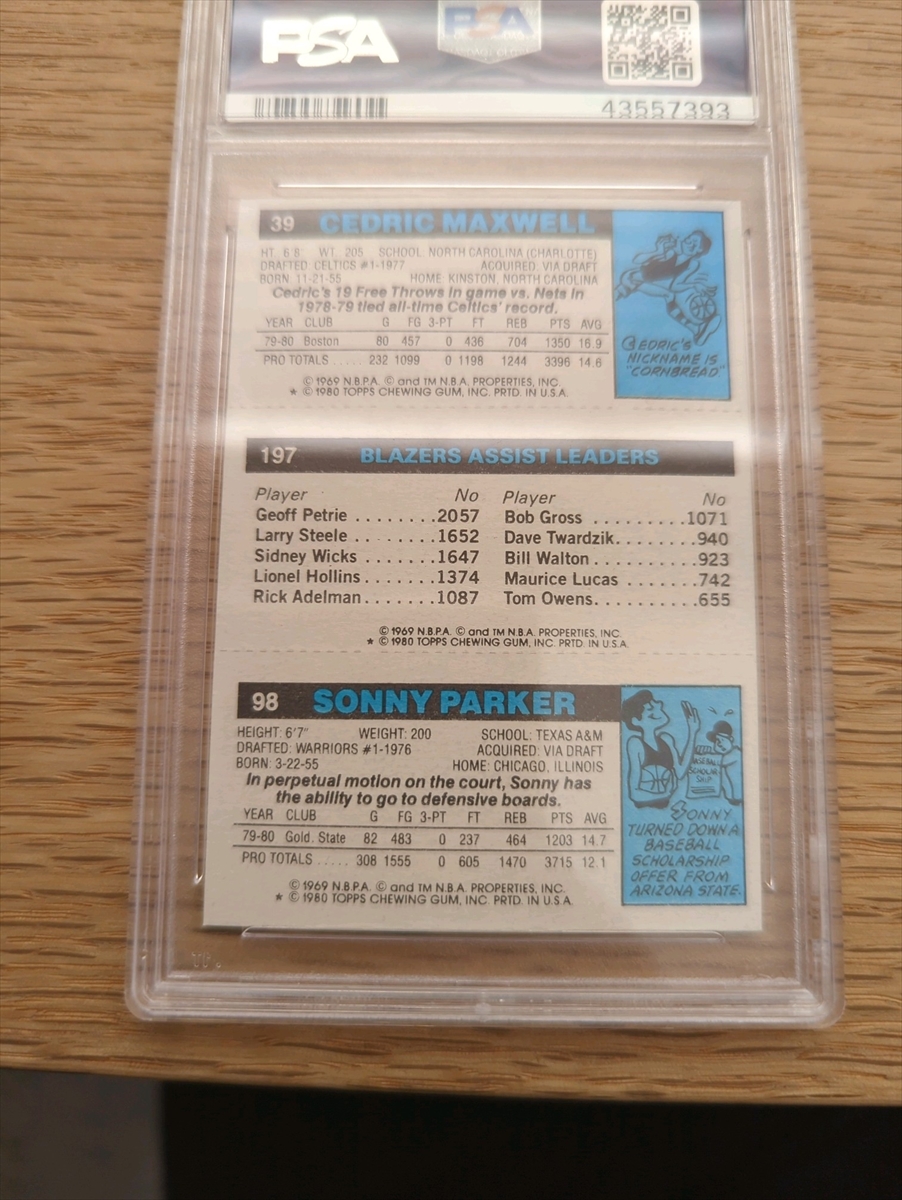 PSA
PSA
43557393
39 CEDRIC MAXWELL
HT. 6'8" WT. 205 SCHOOL: NORTH CAROLINA (CHARLOTTE)
DRAFTED: CELTICS #1-1977 ACQUIRED: VIA DRAFT
BORN: 11-21-55 HOME: KINSTON, NORTH CAROLINA
Cedric's 19 Free Throws in game vs. Nets in
1978-79 tied all-time Celtics' record.
YEAR CLUB G FG 3-PT FT REB PTS AVG
79-80 Boston 80 457 0 436 704 1350 16.9
PRO TOTALS ..... 232 1099 0 1198 1244 3396 14.6
© 1969 N.B.P.A. © and TM N.B.A. PROPERTIES, INC.
* © 1980 TOPPS CHEWING GUM, INC. PRTD. IN U.S.A.
CEDRIC'S
NICKNAME IS
"CORNBREAD"
197 BLAZERS ASSIST LEADERS
Player No Player No
Geoff Petrie ........2057 Bob Gross .........1071
Larry Steele ........1652 Dave Twardzik........940
Sidney Wicks ........1647 Bill Walton ..........923
Lionel Hollins .......1374 Maurice Lucas .......742
Rick Adelman.......1087 Tom Owens..........655
© 1969 N.B.P.A. © and TM N.B.A. PROPERTIES, INC.
* © 1980 TOPPS CHEWING GUM, INC. PRTD. IN U.S.A.
98 SONNY PARKER
HEIGHT: 6'7" WEIGHT: 200 SCHOOL: TEXAS A&M
DRAFTED: WARRIORS #1-1976 ACQUIRED: VIA DRAFT
BORN: 3-22-55 HOME: CHICAGO, ILLINOIS
In perpetual motion on the court, Sonny has
the ability to go to defensive boards.
YEAR CLUB G FG 3-PT FT REB PTS AVG
79-80 Gold. State 82 483 0 237 464 1203 14.7
PRO TOTALS ..... 308 1555 0 605 1470 3715 12.1
© 1969 N.B.P.A. © and TM N.B.A. PROPERTIES, INC.
* © 1980 TOPPS CHEWING GUM, INC. PRTD. IN U.S.A.
BASEBALL
SCHOLAR-
SHIP
SONNY
TURNED DOWN A
BASEBALL
SCHOLARSHIP
OFFER FROM
ARIZONA STATE.